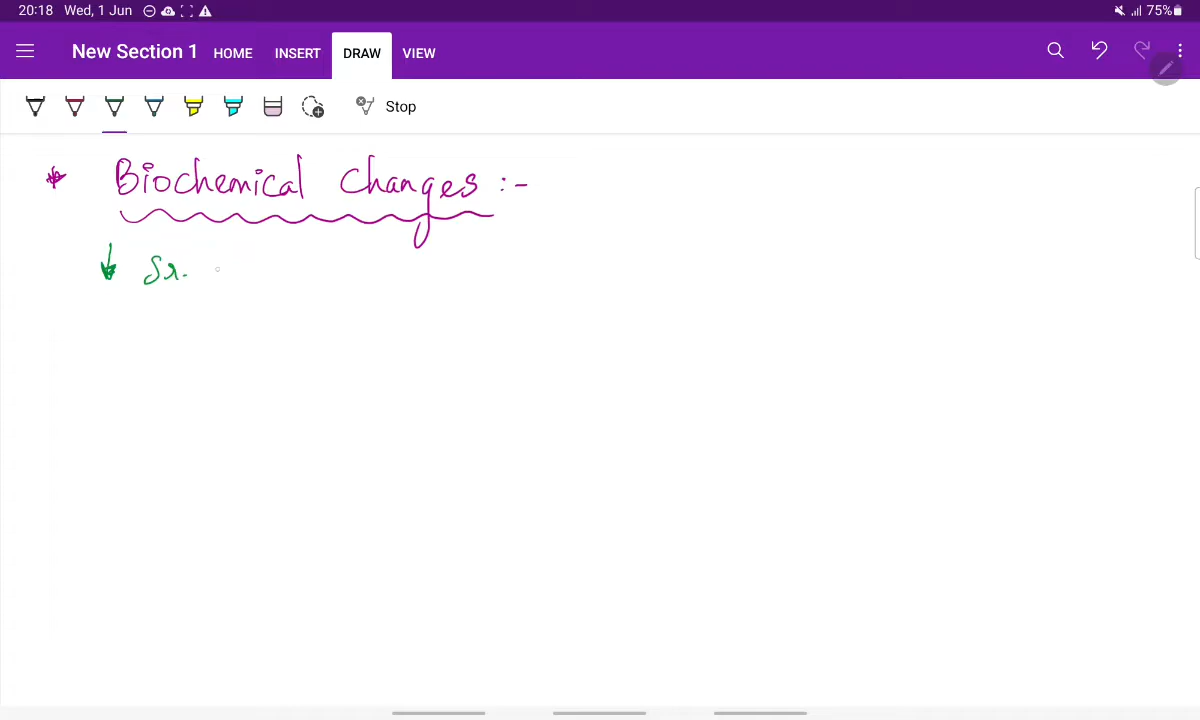 20:18 Wed, 1 Jun 75%
New Section 1 HOME INSERT DRAW VIEW
Stop
* Biochemical Changes :-
↓ Sr.